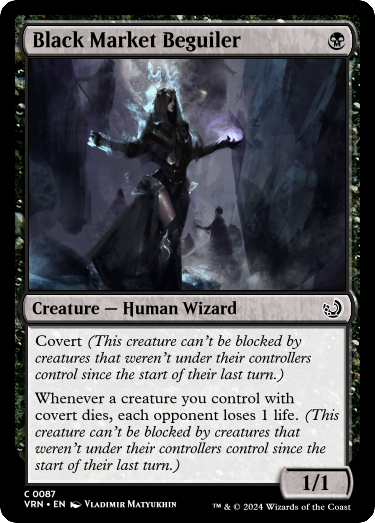 Black Market Beguiler
Creature — Human Wizard
Covert (This creature can't be blocked by
creatures that weren't under their controllers
control since the start of their last turn.)
Whenever a creature you control with
covert dies, each opponent loses 1 life. (This
creature can't be blocked by creatures that
weren't under their controllers control since the
start of their last turn.)
1/1
C 0087
VRN • EN Vladimir Matyukhin
™ & © 2024 Wizards of the Coast